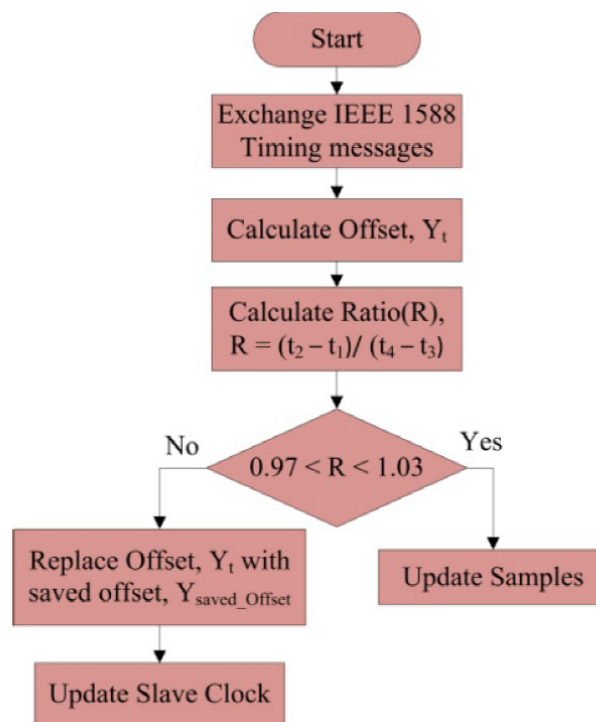 Start
Exchange IEEE 1588
Timing messages
Calculate Offset, Yₜ
Calculate Ratio(R),
R = (t₂ – t₁)/ (t₄ – t₃)
0.97 < R < 1.03
No
Yes
Replace Offset, Yₜ with
saved offset, Y_saved_Offset
Update Samples
Update Slave Clock